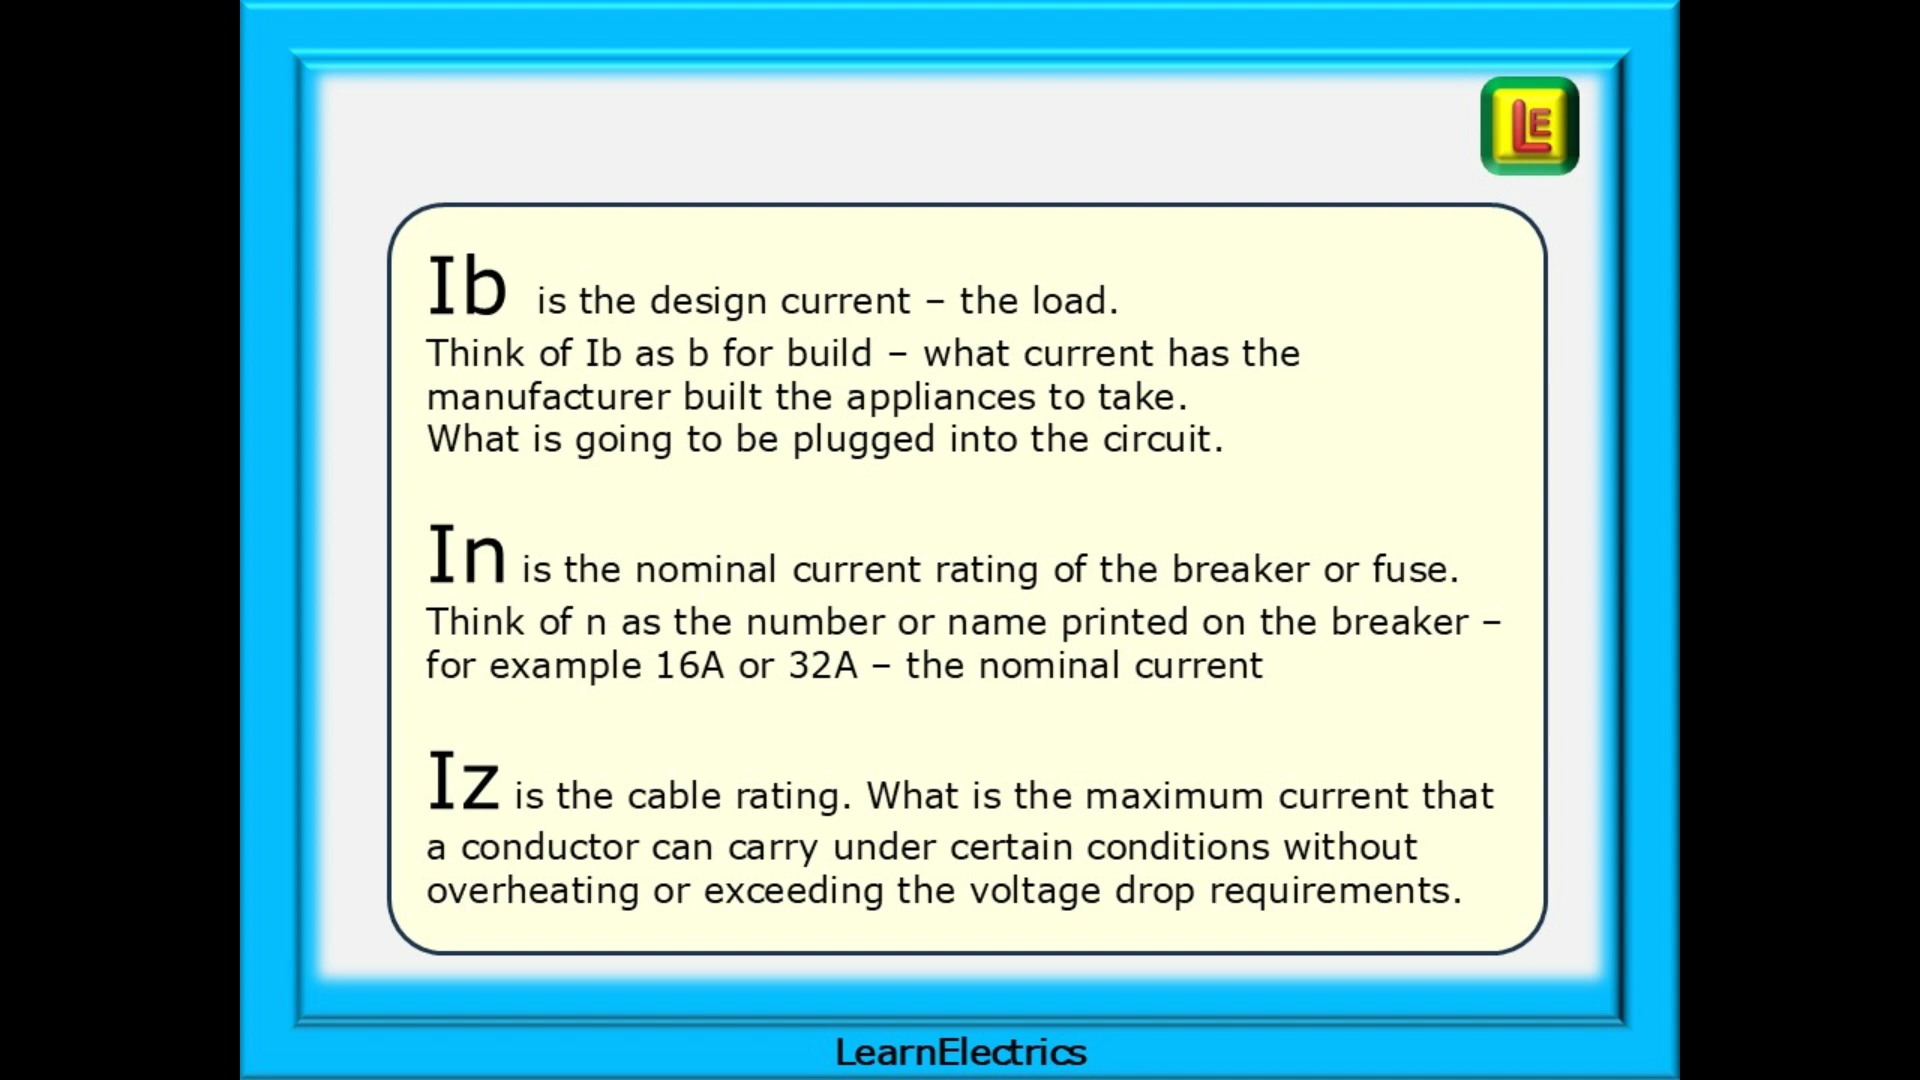 LE
Ib is the design current – the load.
Think of Ib as b for build – what current has the
manufacturer built the appliances to take.
What is going to be plugged into the circuit.
In is the nominal current rating of the breaker or fuse.
Think of n as the number or name printed on the breaker –
for example 16A or 32A – the nominal current
Iz is the cable rating. What is the maximum current that
a conductor can carry under certain conditions without
overheating or exceeding the voltage drop requirements.
LearnElectrics